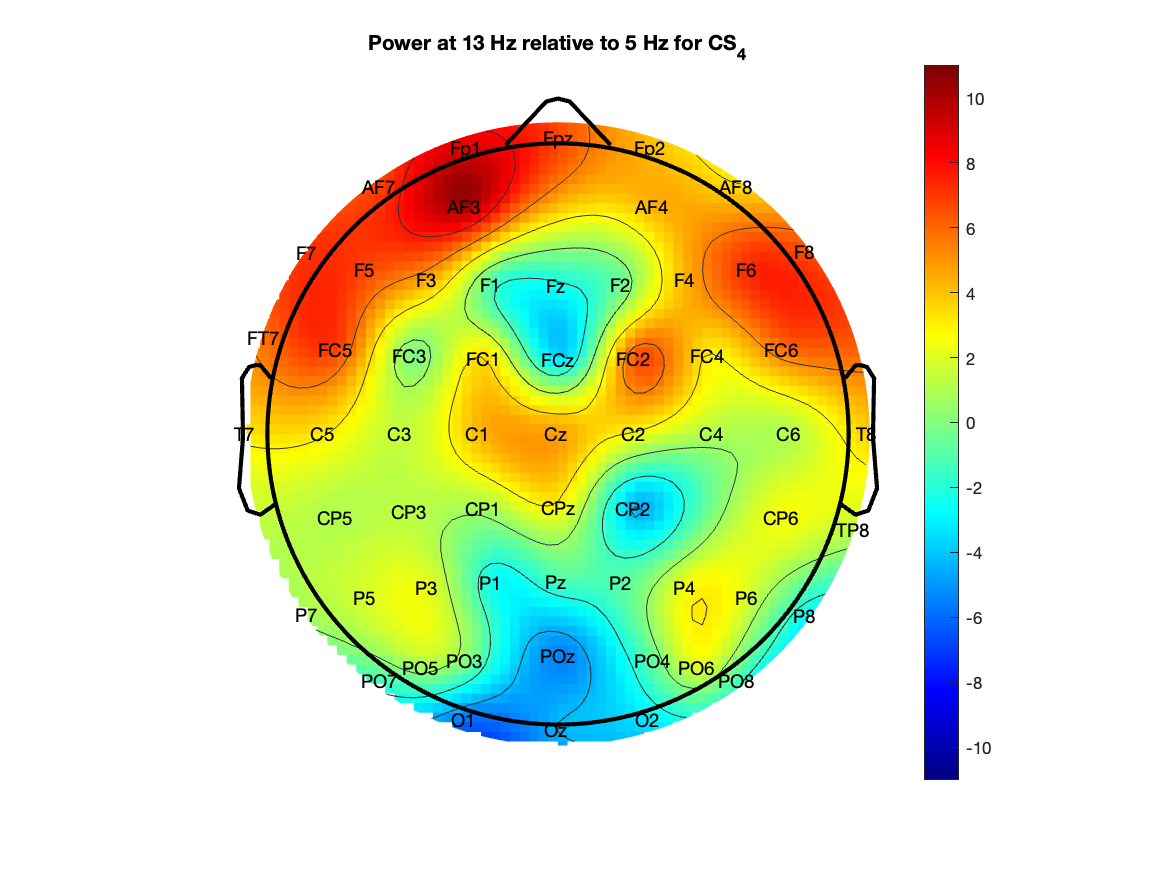 Power at 13 Hz relative to 5 Hz for CS4
Fp1 Fpz Fp2
AF7 AF8
AF3 AF4
F7 F8
F5 F3 F1 Fz F2 F4 F6
FT7
FC5 FC3 FC1 FCz FC2 FC4 FC6
T7 C5 C3 C1 Cz C2 C4 C6 T8
CP5 CP3 CP1 CPz CP2 CP6 TP8
P7 P5 P3 P1 Pz P2 P4 P6 P8
PO7 PO5 PO3 POz PO4 PO6 PO8
O1 Oz O2
10
8
6
4
2
0
-2
-4
-6
-8
-10